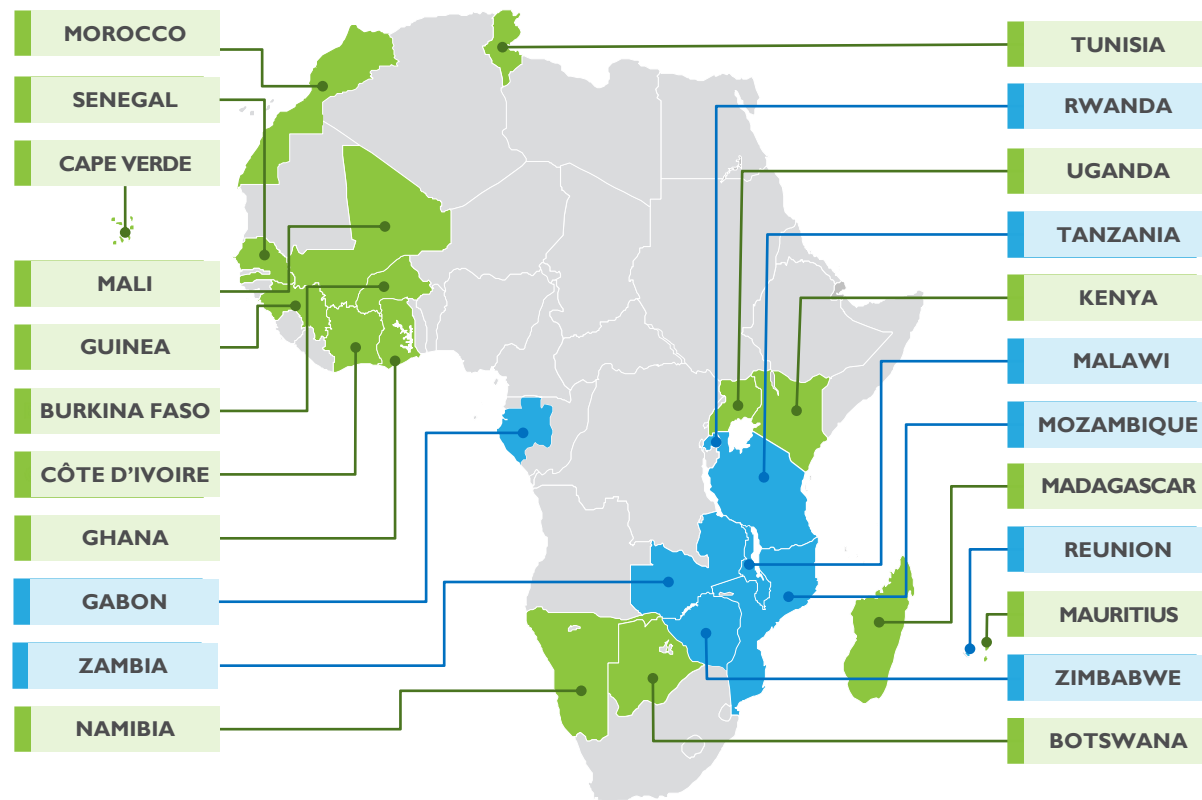 MOROCCO
SENEGAL
CAPE VERDE
MALI
GUINEA
BURKINA FASO
CÔTE D’IVOIRE
GHANA
GABON
ZAMBIA
NAMIBIA
TUNISIA
RWANDA
UGANDA
TANZANIA
KENYA
MALAWI
MOZAMBIQUE
MADAGASCAR
REUNION
MAURITIUS
ZIMBABWE
BOTSWANA